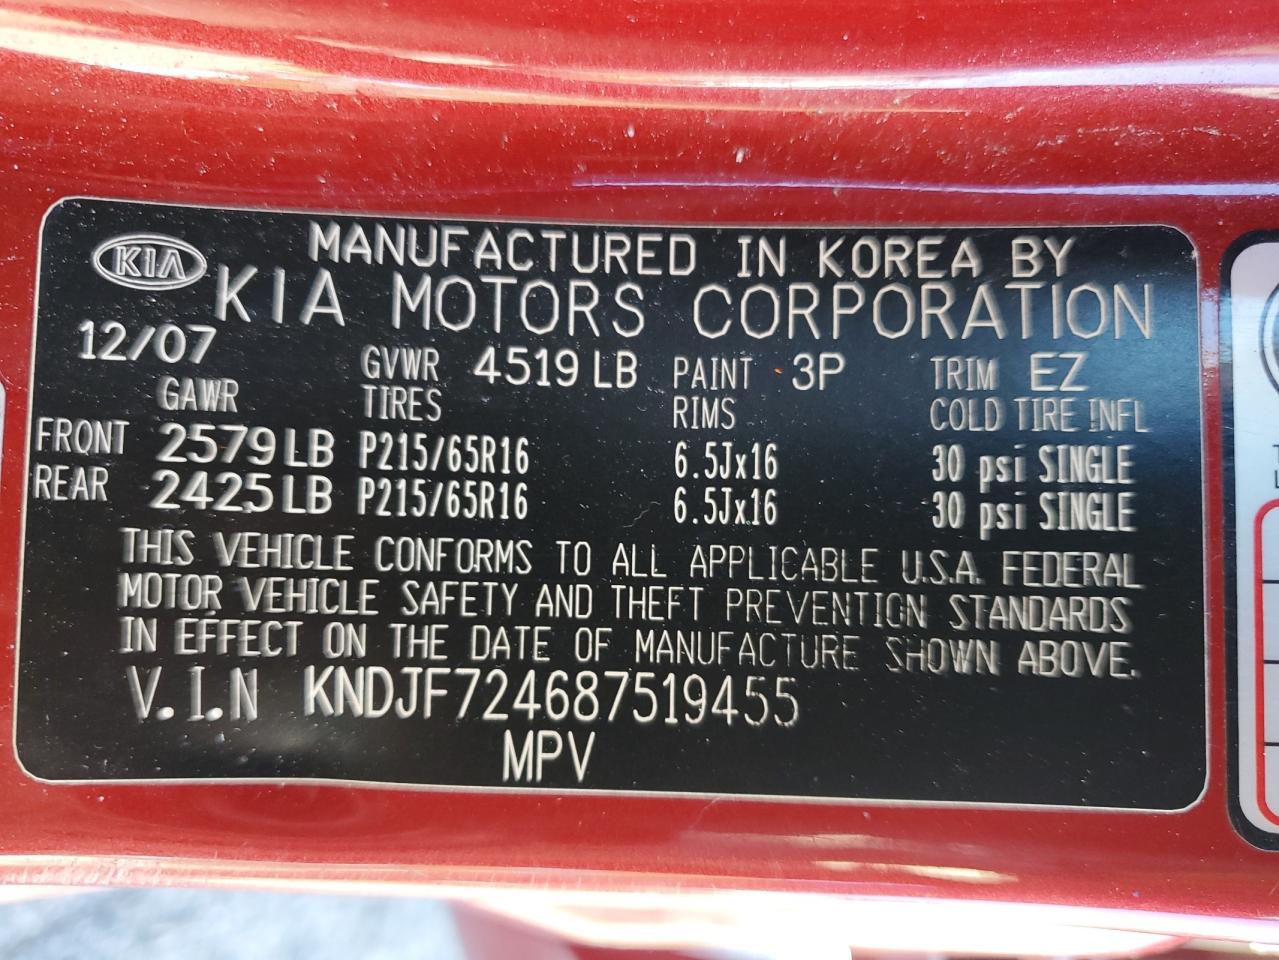 MANUFACTURED IN KOREA BY
KIA KIA MOTORS CORPORATION
12/07 GVWR 4519 LB PAINT 3P TRIM EZ
GAWR TIRES RIMS COLD TIRE INFL
FRONT 2579 LB P215/65R16 6.5Jx16 30 psi SINGLE
REAR 2425 LB P215/65R16 6.5Jx16 30 psi SINGLE
THIS VEHICLE CONFORMS TO ALL APPLICABLE U.S.A. FEDERAL
MOTOR VEHICLE SAFETY AND THEFT PREVENTION STANDARDS
IN EFFECT ON THE DATE OF MANUFACTURE SHOWN ABOVE.
V.I.N KNDJF724687519455
MPV